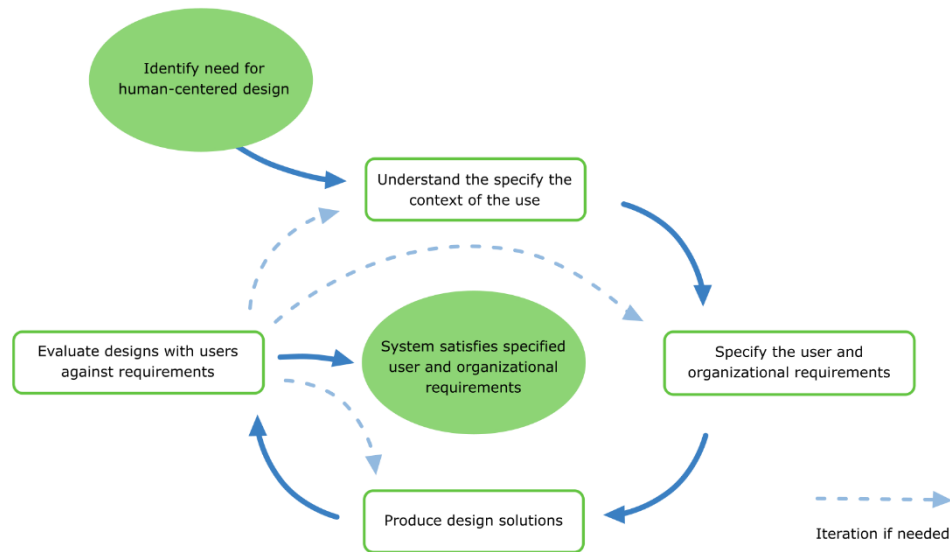 Identify need for
human-centered design
Understand the specify the
context of the use
Evaluate designs with users
against requirements
System satisfies specified
user and organizational
requirements
Specify the user and
organizational requirements
Produce design solutions
Iteration if needed